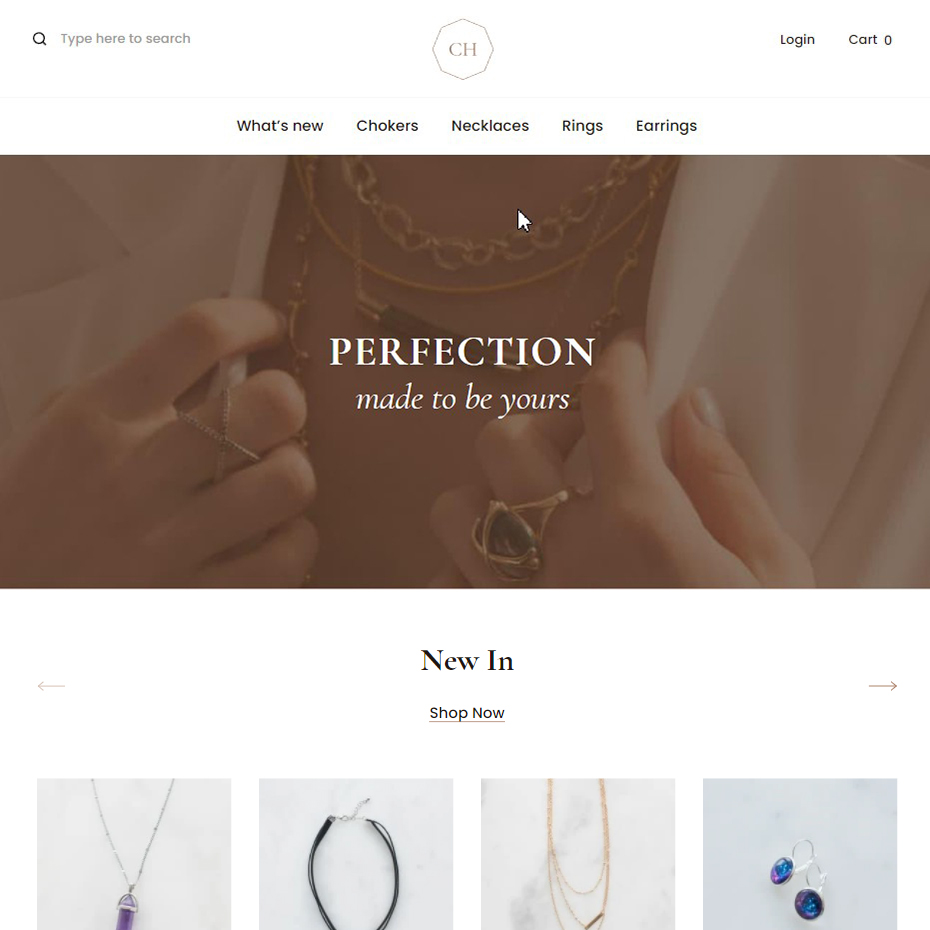 Type here to search
CH
Login
Cart 0
What's new
Chokers
Necklaces
Rings
Earrings
PERFECTION
made to be yours
New In
Shop Now